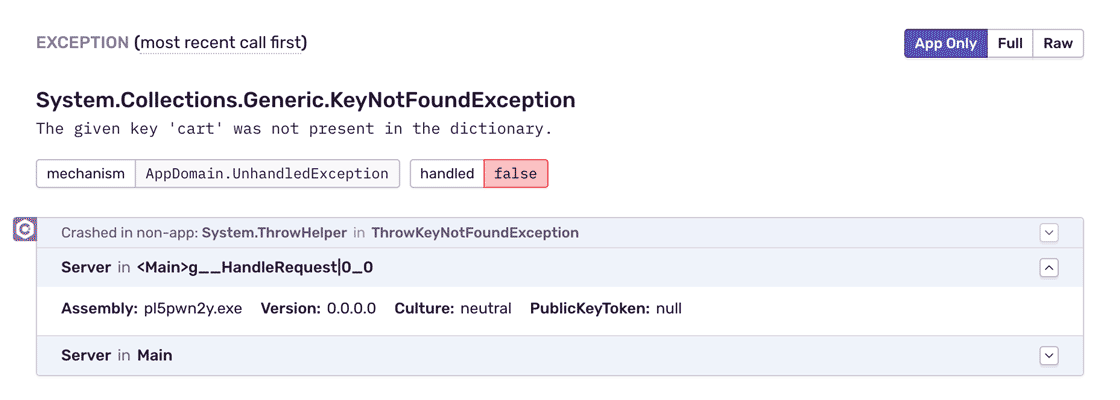 EXCEPTION (most recent call first)
App Only Full Raw
System.Collections.Generic.KeyNotFoundException
The given key 'cart' was not present in the dictionary.
mechanism AppDomain.UnhandledException handled false
Crashed in non-app: System.ThrowHelper in ThrowKeyNotFoundException
Server in <Main>g__HandleRequest|0_0
Assembly: pl5pwn2y.exe Version: 0.0.0.0 Culture: neutral PublicKeyToken: null
Server in Main